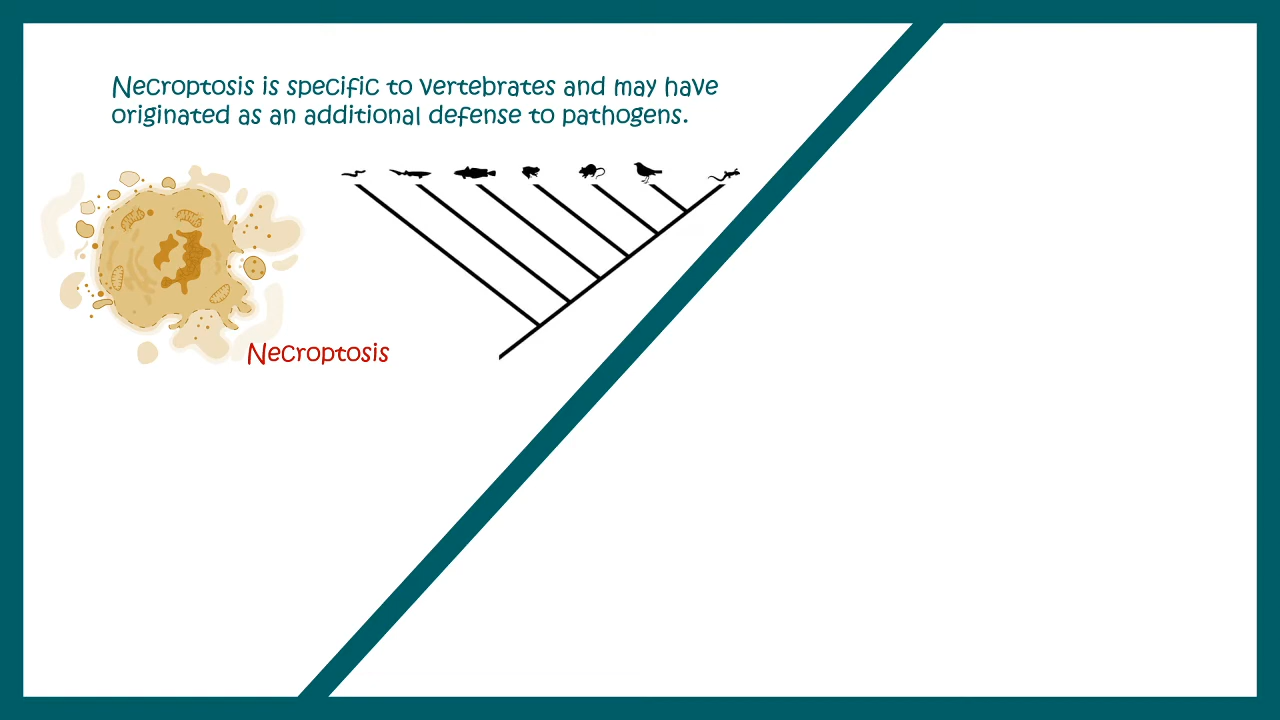 Necroptosis is specific to vertebrates and may have
originated as an additional defense to pathogens.
Necroptosis